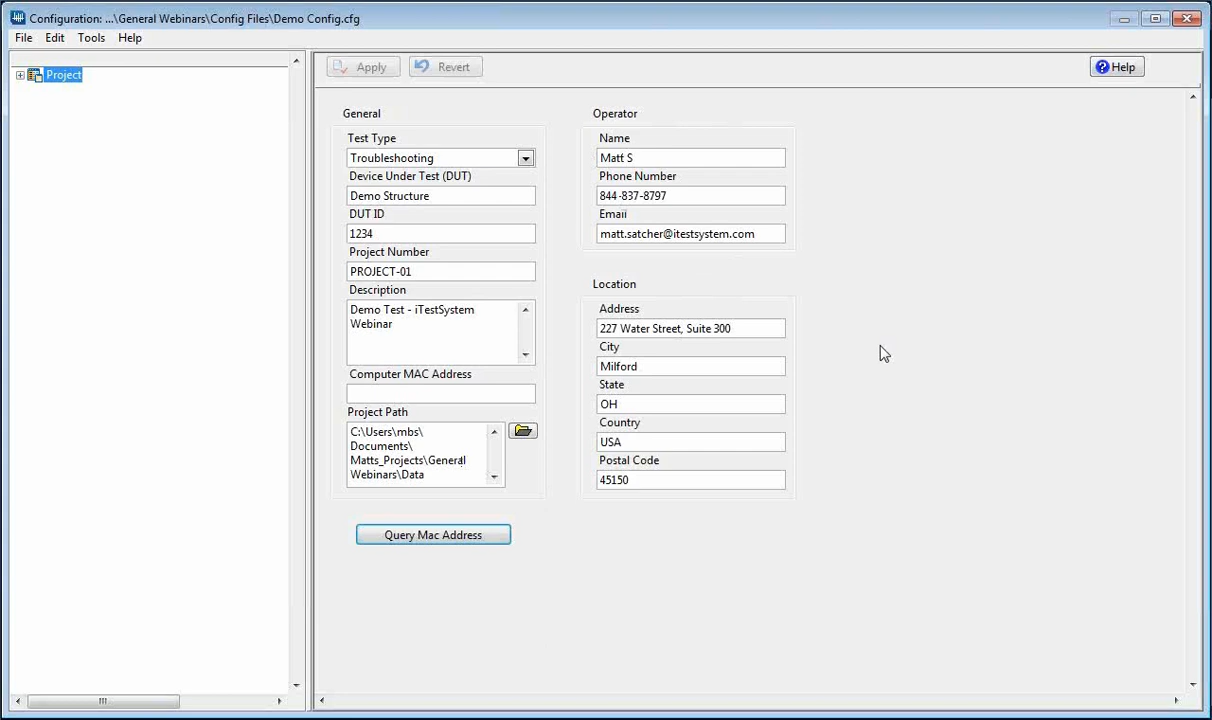 Configuration: ...\General Webinars\Config Files\Demo Config.cfg
File Edit Tools Help
Project
Apply Revert Help
General
Test Type
Troubleshooting
Device Under Test (DUT)
Demo Structure
DUT ID
1234
Project Number
PROJECT-01
Description
Demo Test - iTestSystem
Webinar
Computer MAC Address
Project Path
C:\Users\mbs\
Documents\
Matts_Projects\General
Webinars\Data
Query Mac Address
Operator
Name
Matt S
Phone Number
844-837-8797
Email
matt.satcher@itestsystem.com
Location
Address
227 Water Street, Suite 300
City
Milford
State
OH
Country
USA
Postal Code
45150